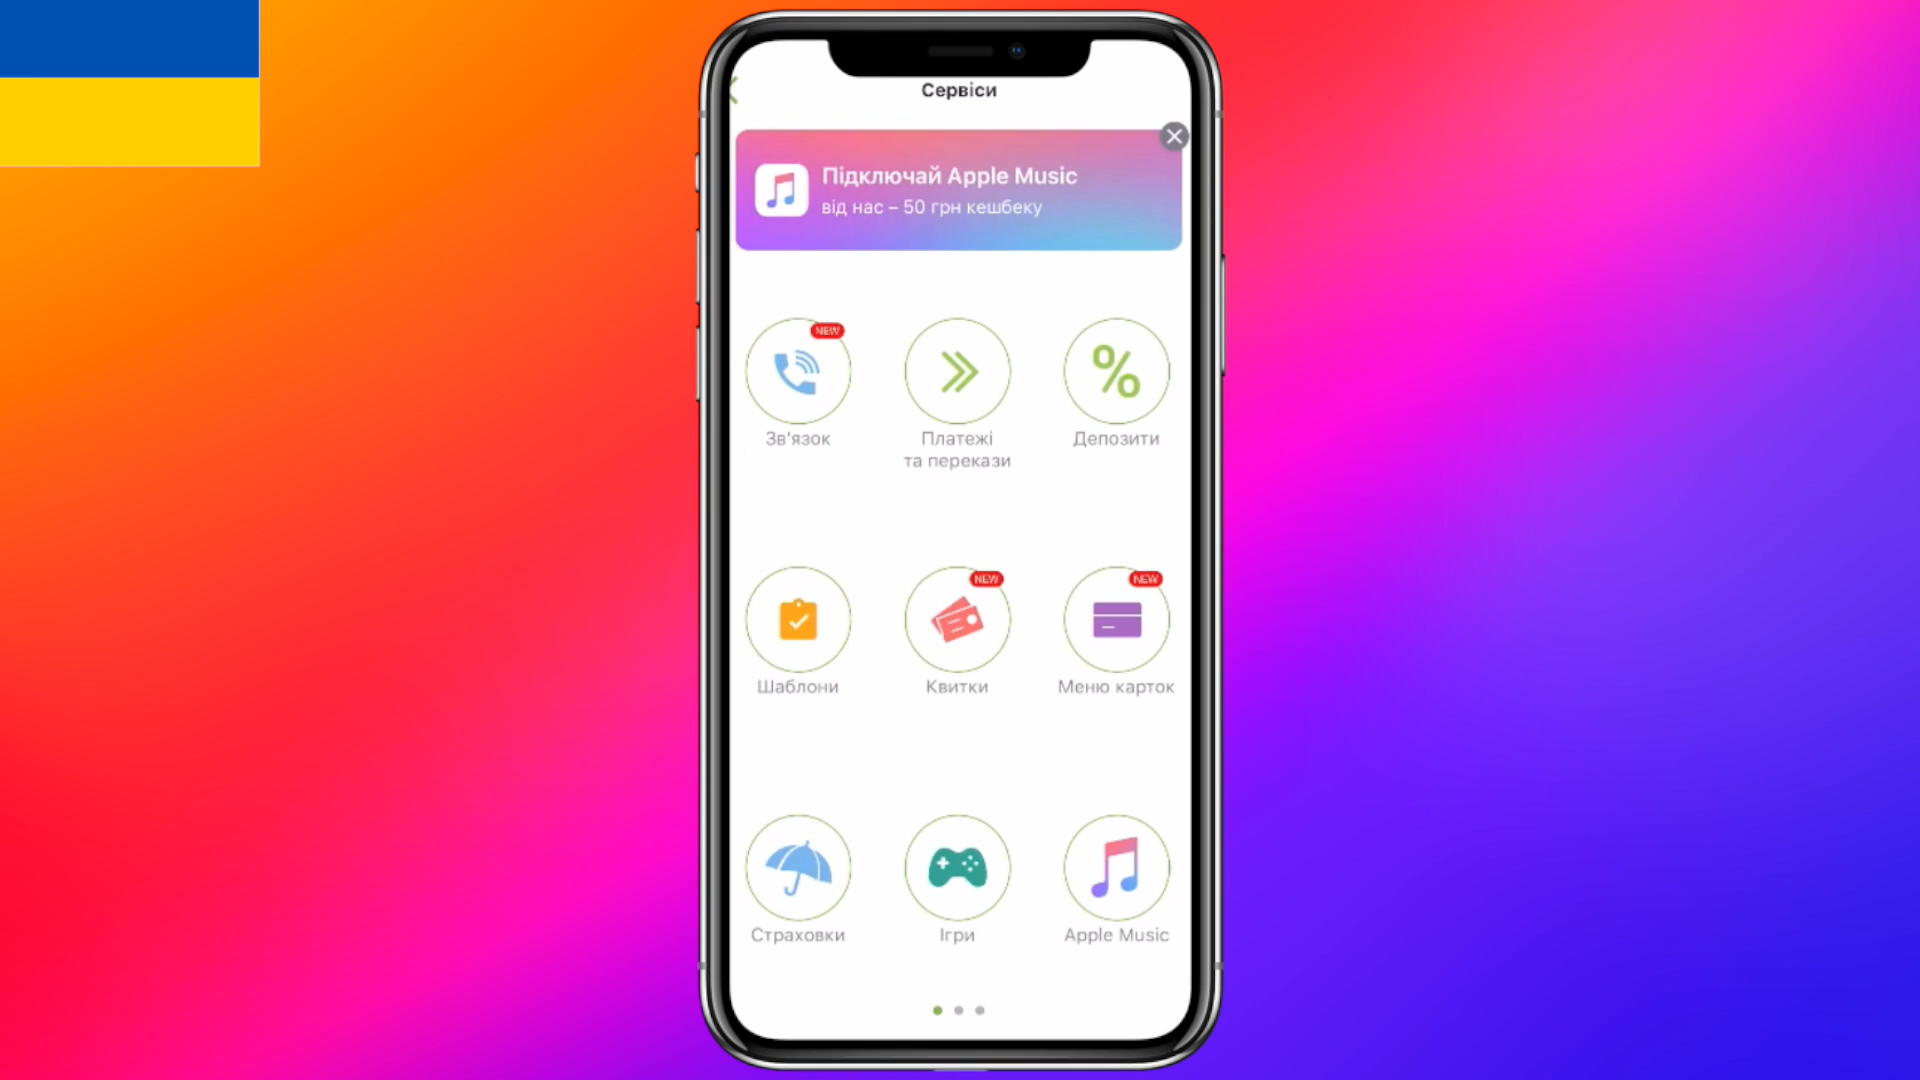 Сервіси
Підключай Apple Music
від нас – 50 грн кешбеку
NEW
Зв'язок
Платежі
та перекази
Депозити
NEW
NEW
Шаблони
Квитки
Меню карток
Страховки
Ігри
Apple Music